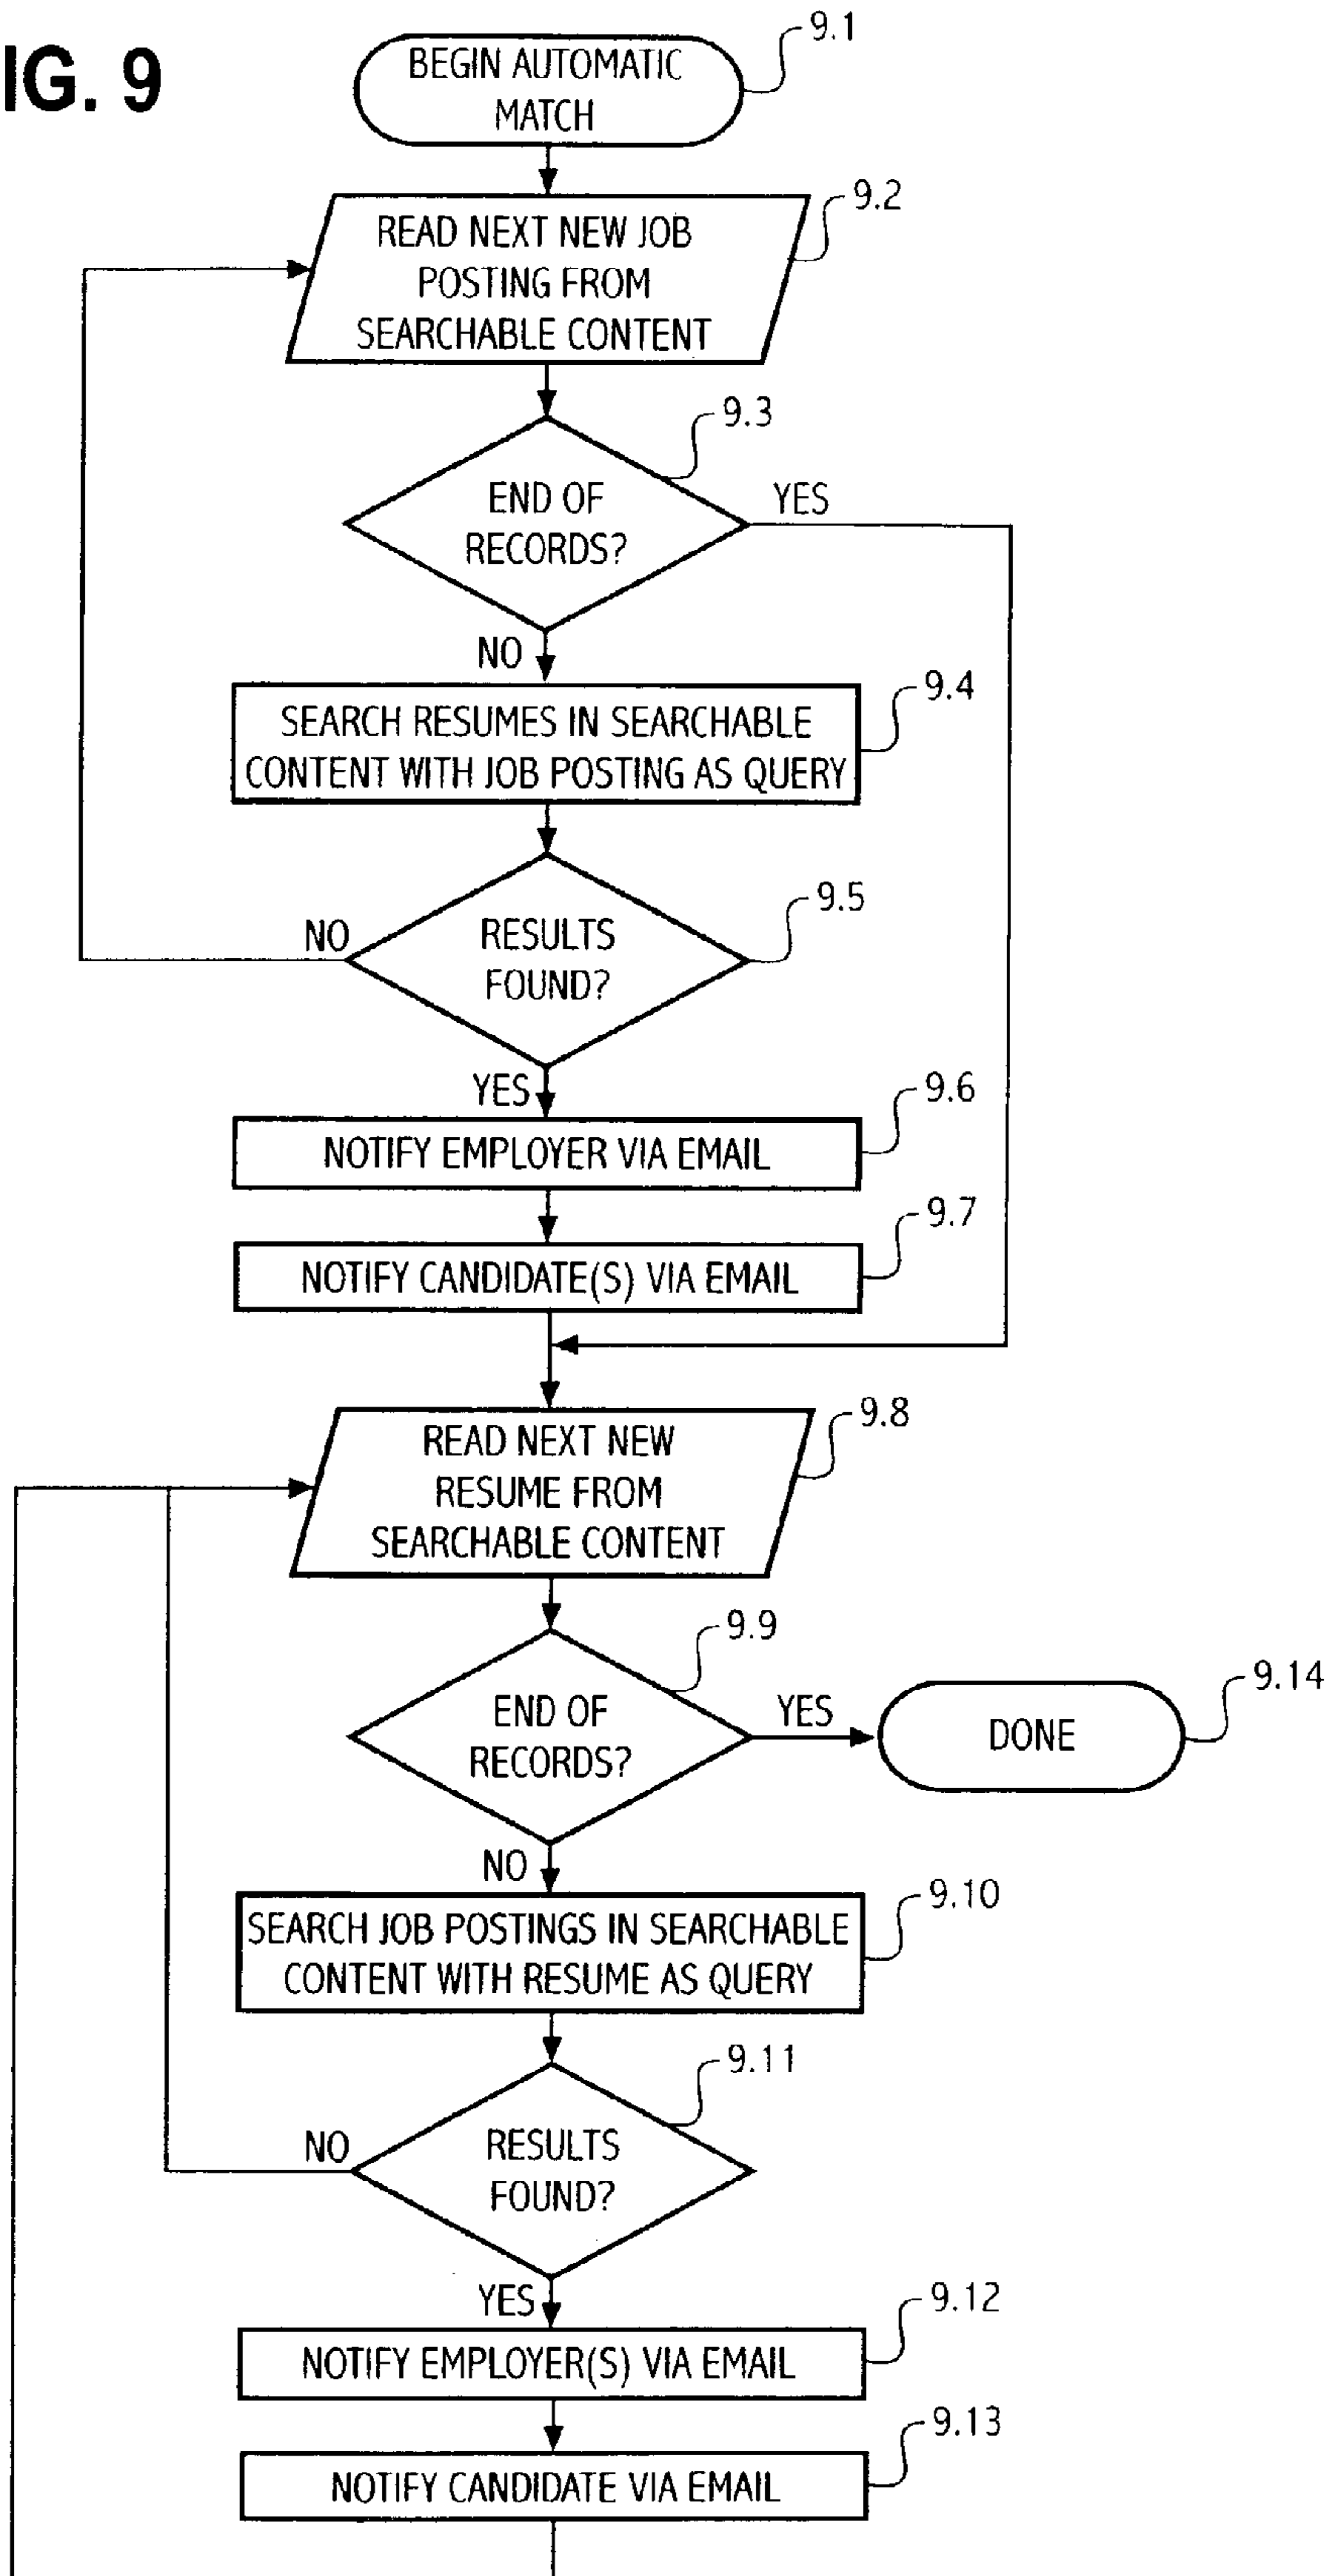 IG. 9
9.1
BEGIN AUTOMATIC
MATCH
9.2
READ NEXT NEW JOB
POSTING FROM
SEARCHABLE CONTENT
9.3
END OF
RECORDS?
YES
NO
9.4
SEARCH RESUMES IN SEARCHABLE
CONTENT WITH JOB POSTING AS QUERY
9.5
RESULTS
FOUND?
NO
YES
9.6
NOTIFY EMPLOYER VIA EMAIL
9.7
NOTIFY CANDIDATE(S) VIA EMAIL
9.8
READ NEXT NEW
RESUME FROM
SEARCHABLE CONTENT
9.9
END OF
RECORDS?
YES
9.14
DONE
NO
9.10
SEARCH JOB POSTINGS IN SEARCHABLE
CONTENT WITH RESUME AS QUERY
9.11
RESULTS
FOUND?
NO
YES
9.12
NOTIFY EMPLOYER(S) VIA EMAIL
9.13
NOTIFY CANDIDATE VIA EMAIL